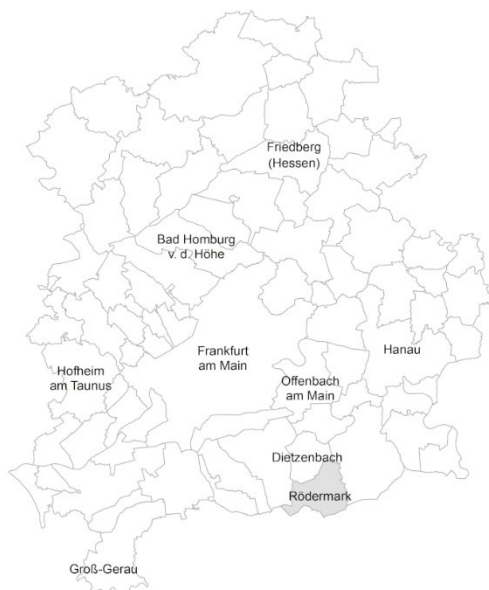 Friedberg
(Hessen)
Bad Homburg
v. d. Höhe
Frankfurt
am Main
Hanau
Hofheim
am Taunus
Offenbach
am Main
Dietzenbach
Rödermark
Groß-Gerau